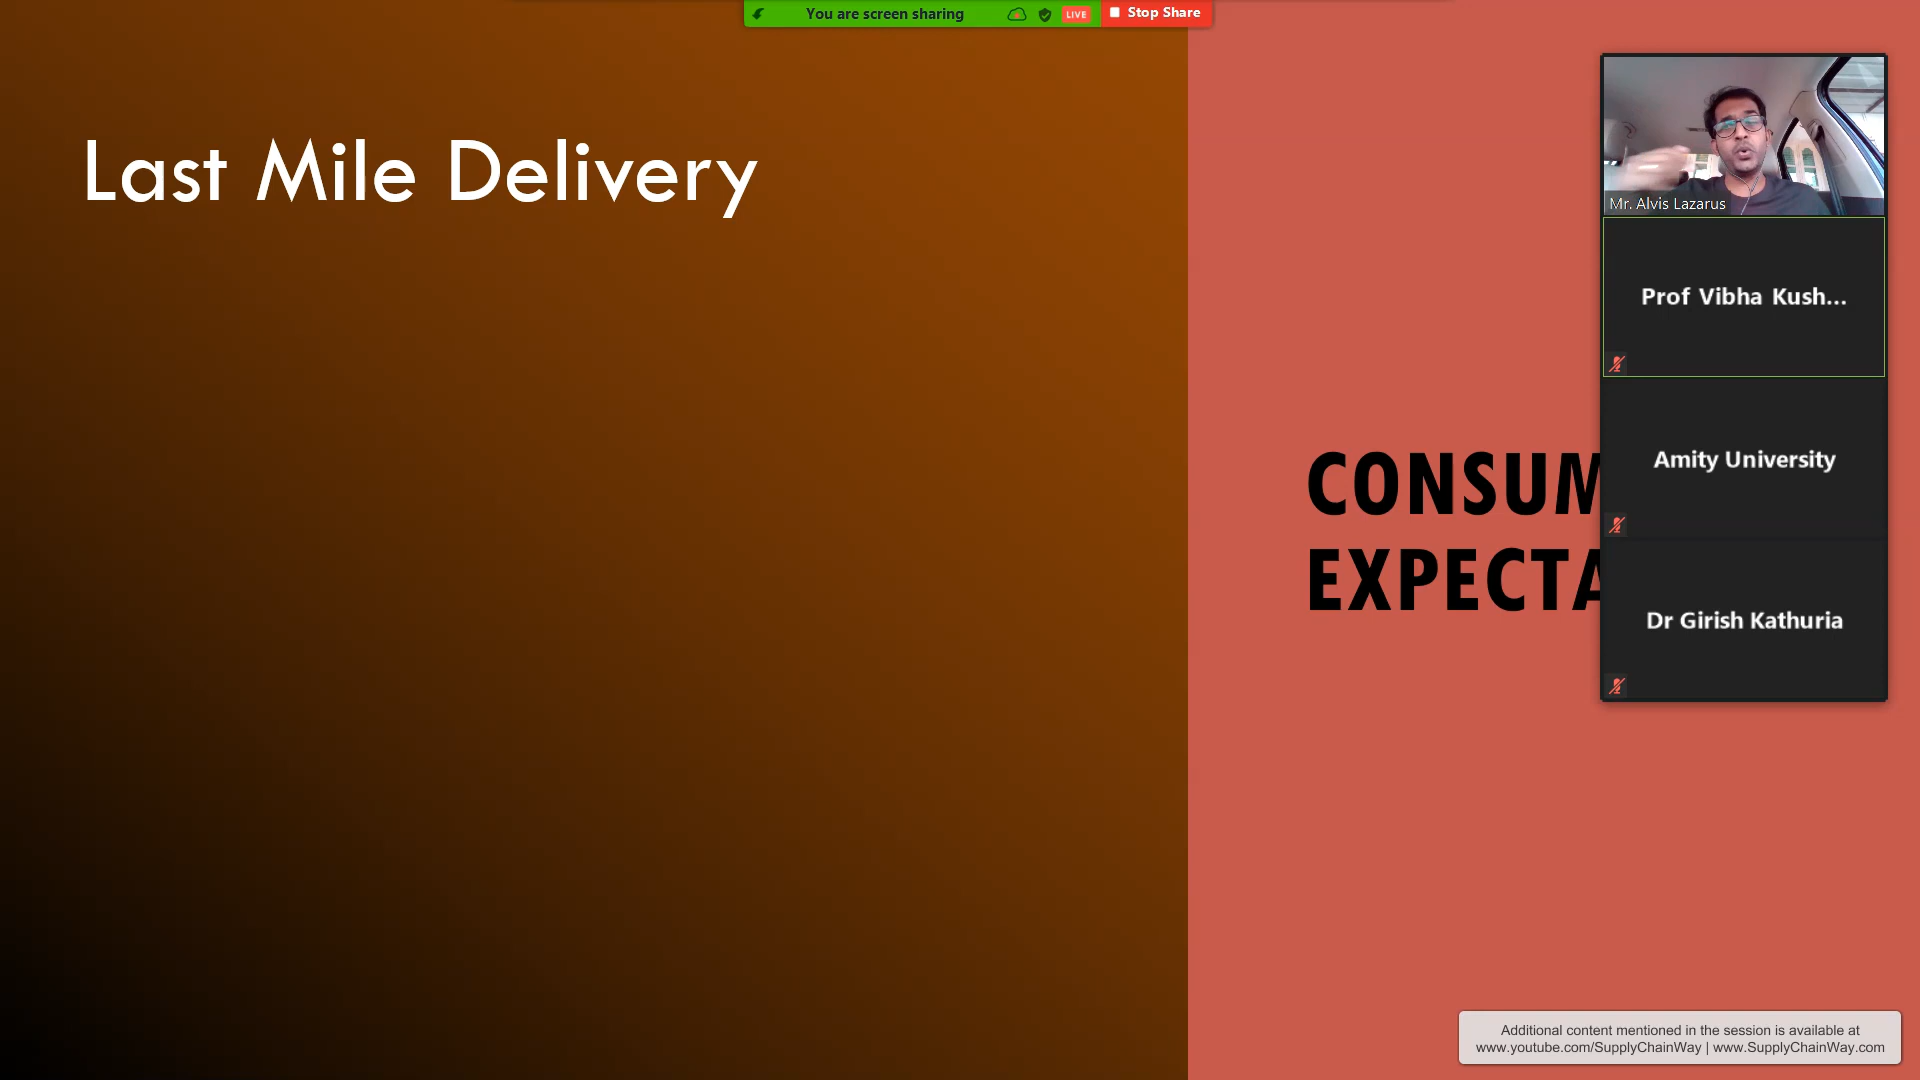 You are screen sharing
LIVE
Stop Share
Last Mile Delivery
Mr. Alvis Lazarus
Prof Vibha Kush...
Amity University
CONSUM
EXPECTA
Dr Girish Kathuria
Additional content mentioned in the session is available at
www.youtube.com/SupplyChainWay | www.SupplyChainWay.com